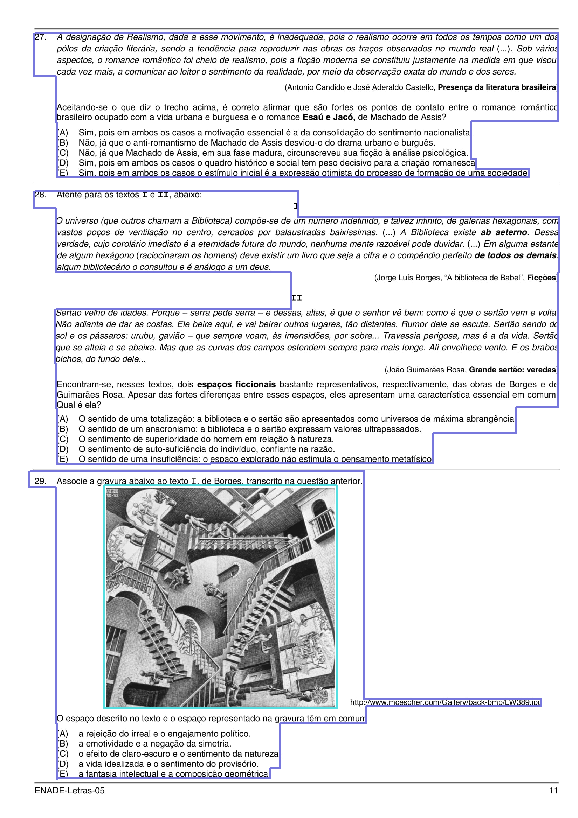 27. A designação de Realismo, dada a esse movimento, é inadequada, pois o realismo ocorre em todos os tempos como um dos
pólos da criação literária, sendo a tendência para reproduzir nas obras os traços observados no mundo real (...). Sob vários
aspectos, o romance romântico foi cheio de realismo, pois a ficção moderna se constituiu justamente na medida em que visou,
cada vez mais, a comunicar ao leitor o sentimento da realidade, por meio da observação exata do mundo e dos seres.
(Antonio Candido e José Aderaldo Castello, Presença da literatura brasileira
Aceitando-se o que diz o trecho acima, é correto afirmar que são fortes os pontos de contato entre o romance romântico
brasileiro ocupado com a vida urbana e burguesa e o romance Esaú e Jacó, de Machado de Assis?
(A) Sim, pois em ambos os casos a motivação essencial é a da consolidação do sentimento nacionalista.
(B) Não, já que o anti-romantismo de Machado de Assis desviou-o do drama urbano e burguês.
(C) Não, já que Machado de Assis, em sua fase madura, circunscreveu sua ficção à análise psicológica.
(D) Sim, pois em ambos os casos o quadro histórico e social tem peso decisivo para a criação romanesca.
(E) Sim, pois em ambos os casos o estímulo inicial é a expressão otimista do processo de formação de uma sociedade.
28. Atente para os textos I e II, abaixo:
I
O universo (que outros chamam a Biblioteca) compõe-se de um número indefinido, e talvez infinito, de galerias hexagonais, com
vastos poços de ventilação no centro, cercados por balaustradas baixíssimas. (...) A Biblioteca existe ab aeterno. Dessa
verdade, cujo corolário imediato é a eternidade futura do mundo, nenhuma mente razoável pode duvidar. (...) Em alguma estante
de algum hexágono (raciocinaram os homens) deve existir um livro que seja a cifra e o compêndio perfeito de todos os demais:
algum bibliotecário o consultou e é análogo a um deus.
(Jorge Luís Borges, “A biblioteca de Babel”. Ficções)
II
Sertão velho de idades. Porque – serra pede serra – e dessas, altas, é que o senhor vê bem: como é que o sertão vem e volta.
Não adianta de dar as costas. Ele beira aqui, e vai beirar outros lugares, tão distantes. Rumor dele se escuta. Sertão sendo do
sol e os pássaros: urubu, gavião – que sempre voam, às imensidões, por sobre... Travessia perigosa, mas é a da vida. Sertão
que se alteia e se abaixa. Mas que as curvas dos campos estendem sempre para mais longe. Ali envelhece vento. E os brabos
bichos, do fundo dele...
(João Guimarães Rosa, Grande sertão: veredas)
Encontram-se, nesses textos, dois espaços ficcionais bastante representativos, respectivamente, das obras de Borges e de
Guimarães Rosa. Apesar das fortes diferenças entre esses espaços, eles apresentam uma característica essencial em comum.
Qual é ela?
(A) O sentido de uma totalização: a biblioteca e o sertão são apresentados como universos de máxima abrangência.
(B) O sentido de um anacronismo: a biblioteca e o sertão expressam valores ultrapassados.
(C) O sentimento de superioridade do homem em relação à natureza.
(D) O sentimento de auto-suficiência do indivíduo, confiante na razão.
(E) O sentido de uma insuficiência: o espaço explorado não estimula o pensamento metafísico.
29. Associe a gravura abaixo ao texto I, de Borges, transcrito na questão anterior.
O espaço descrito no texto e o espaço representado na gravura têm em comum
(A) a rejeição do irreal e o engajamento político.
(B) a emotividade e a negação da simetria.
(C) o efeito de claro-escuro e o sentimento da natureza.
(D) a vida idealizada e o sentimento do provisório.
(E) a fantasia intelectual e a composição geométrica.
ENADE-Letras-05 11